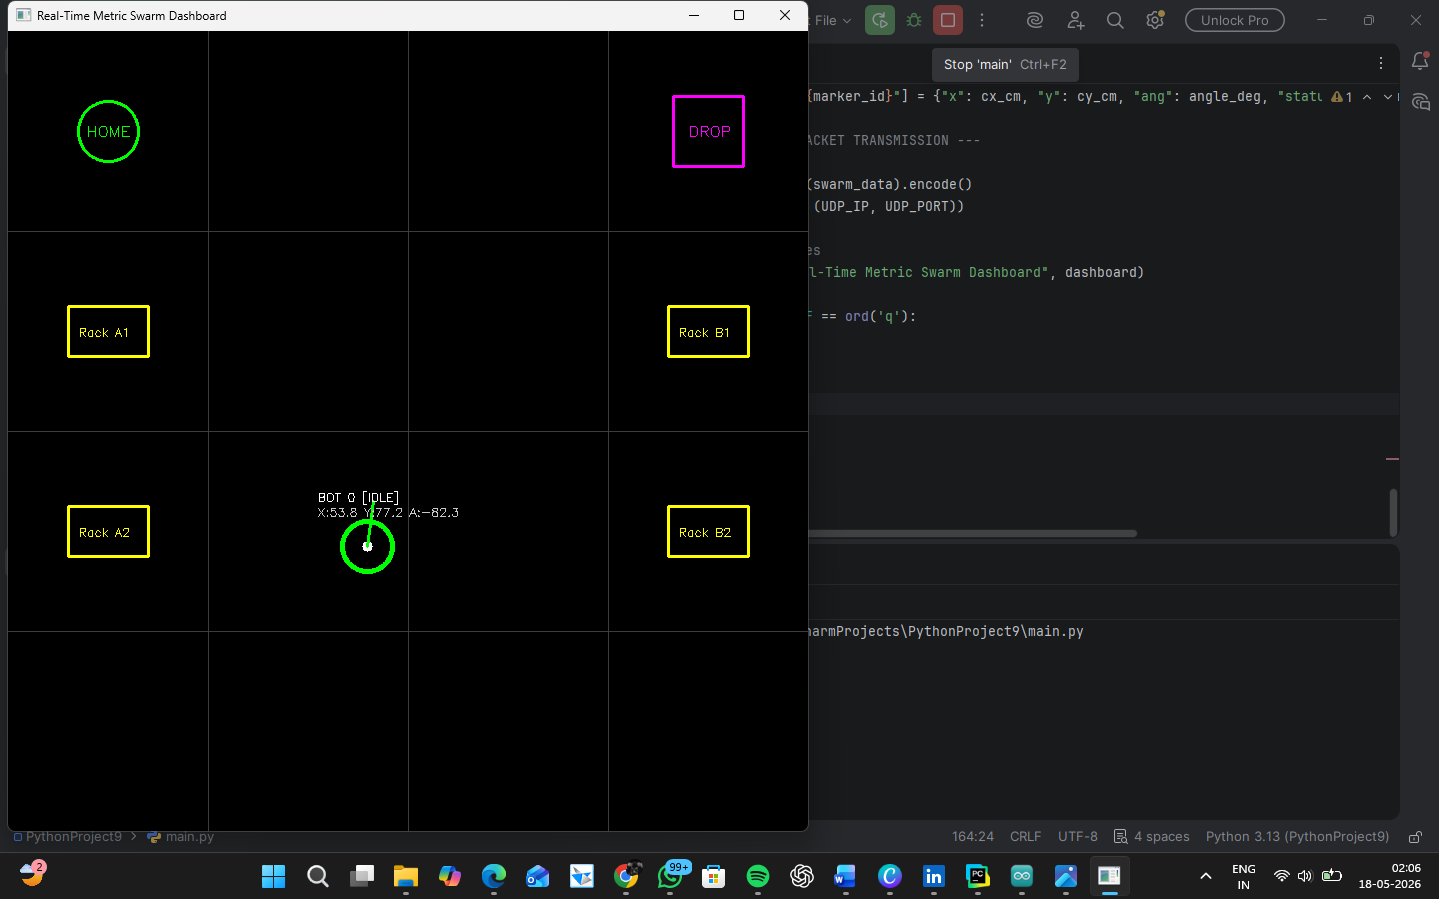 Real-Time Metric Swarm Dashboard
File
Unlock Pro
Stop 'main' Ctrl+F2
{marker_id}"] = {"x": cx_cm, "y": cy_cm, "ang": angle_deg, "statu
1
ACKET TRANSMISSION ---
(swarm_data).encode()
(UDP_IP, UDP_PORT))
es
l-Time Metric Swarm Dashboard", dashboard)
F == ord('q'):
HOME
DROP
Rack A1
Rack B1
BOT 0 [IDLE]
X:53.8 Y:77.2 A:-82.3
Rack A2
Rack B2
harmProjects\PythonProject9\main.py
PythonProject9 > main.py
164:24 CRLF UTF-8 4 spaces Python 3.13 (PythonProject9)
2
99+
ENG
IN
02:06
18-05-2026